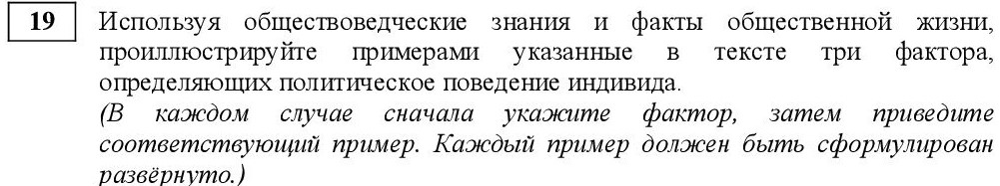 19 Используя обществоведческие знания и факты общественной жизни,
проиллюстрируйте примерами указанные в тексте три фактора,
определяющих политическое поведение индивида.
(В каждом случае сначала укажите фактор, затем приведите
соответствующий пример. Каждый пример должен быть сформулирован
развёрнуто.)